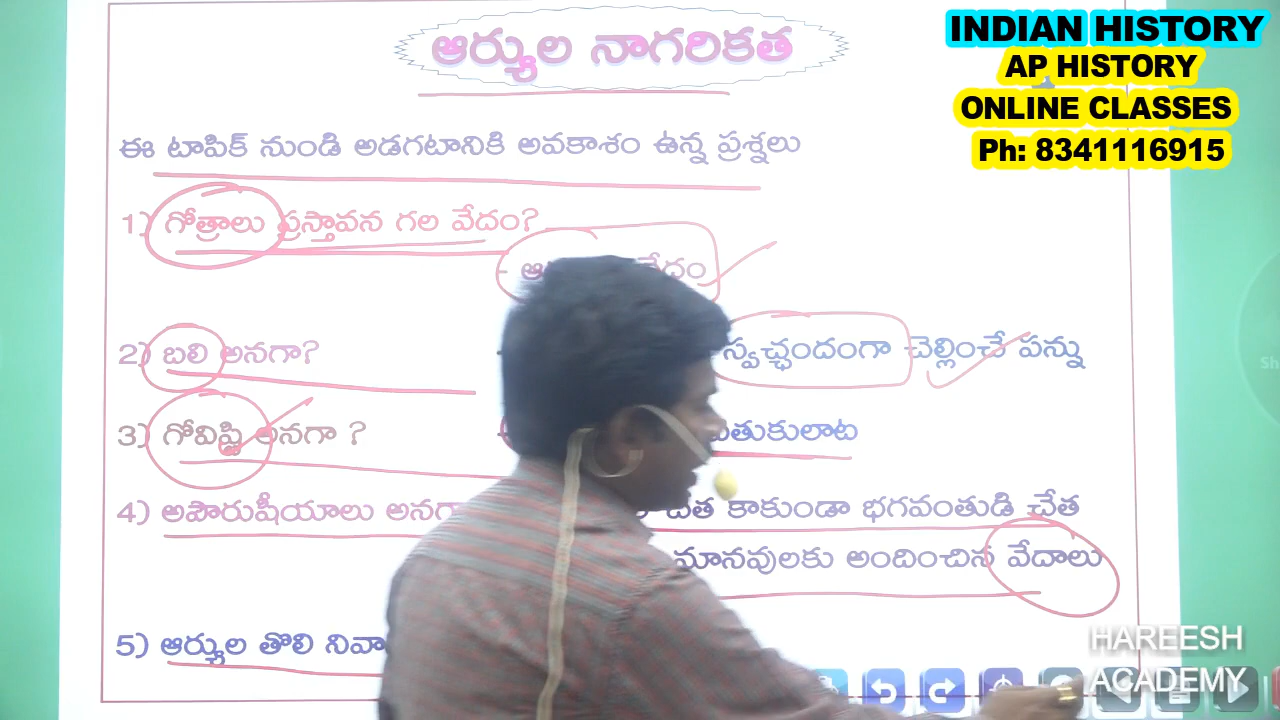 ఆర్యుల నాగరికత
INDIAN HISTORY
AP HISTORY
ONLINE CLASSES
Ph: 8341116915
ఈ టాపిక్ నుండి అడగటానికి అవకాశం ఉన్న ప్రశ్నలు
1) గోత్రాలు ప్రస్తావన గల వేదం?
2) బలి అనగా?
స్వచ్ఛందంగా చెల్లించే పన్ను
3) గోవిష్ఠి అనగా ?
4) అపౌరుషేయాలు అనగా
చేత కాకుండా భగవంతుడి చేత
మానవులకు అందించిన వేదాలు
5) ఆర్యుల తొలి
HAREESH
ACADEMY